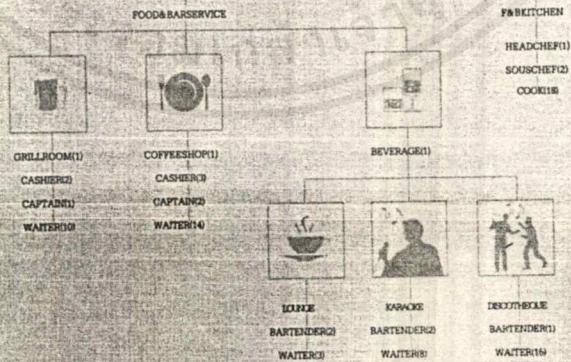 FOOD&BARSERVICE
F&BKITCHEN
HEADCHEF(1)
SOUSCHEF(2)
COOK(18)
GRILLROOM(1)
CASHIER(2)
CAPTAIN(1)
WAITER(10)
COFFEESHOP(1)
CASHIER(3)
CAPTAIN(2)
WAITER(14)
BEVERAGE(1)
LOUNGE
BARTENDER(2)
WAITER(3)
KARAOKE
BARTENDER(2)
WAITER(8)
DISCOTHEQUE
BARTENDER(1)
WAITER(16)